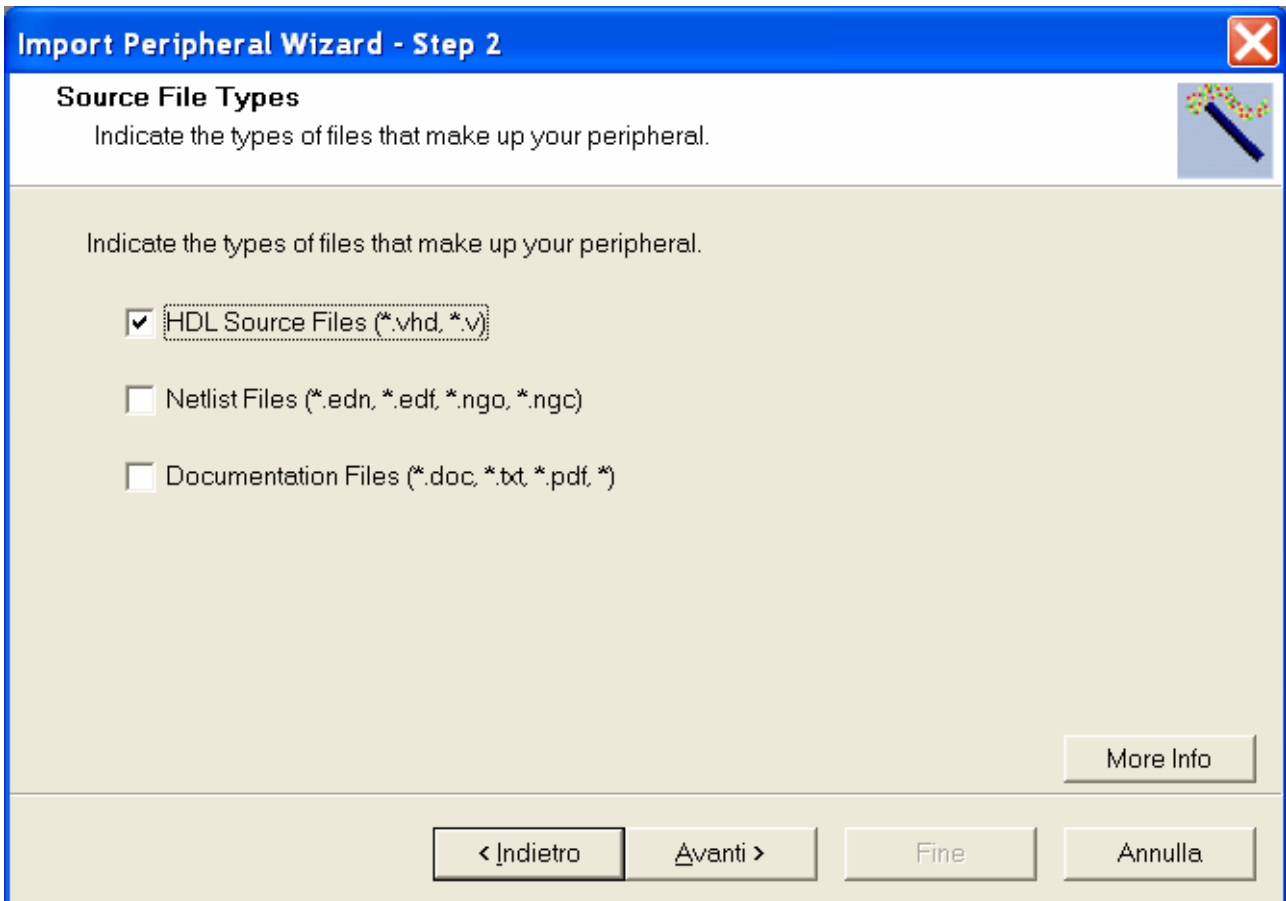 Import Peripheral Wizard - Step 2
Source File Types
Indicate the types of files that make up your peripheral.
Indicate the types of files that make up your peripheral.
HDL Source Files (*.vhd, *.v)
Netlist Files (*.edn, *.edf, *.ngo, *.ngc)
Documentation Files (*.doc, *.txt, *.pdf, *)
More Info
< Indietro Avanti > Fine Annulla